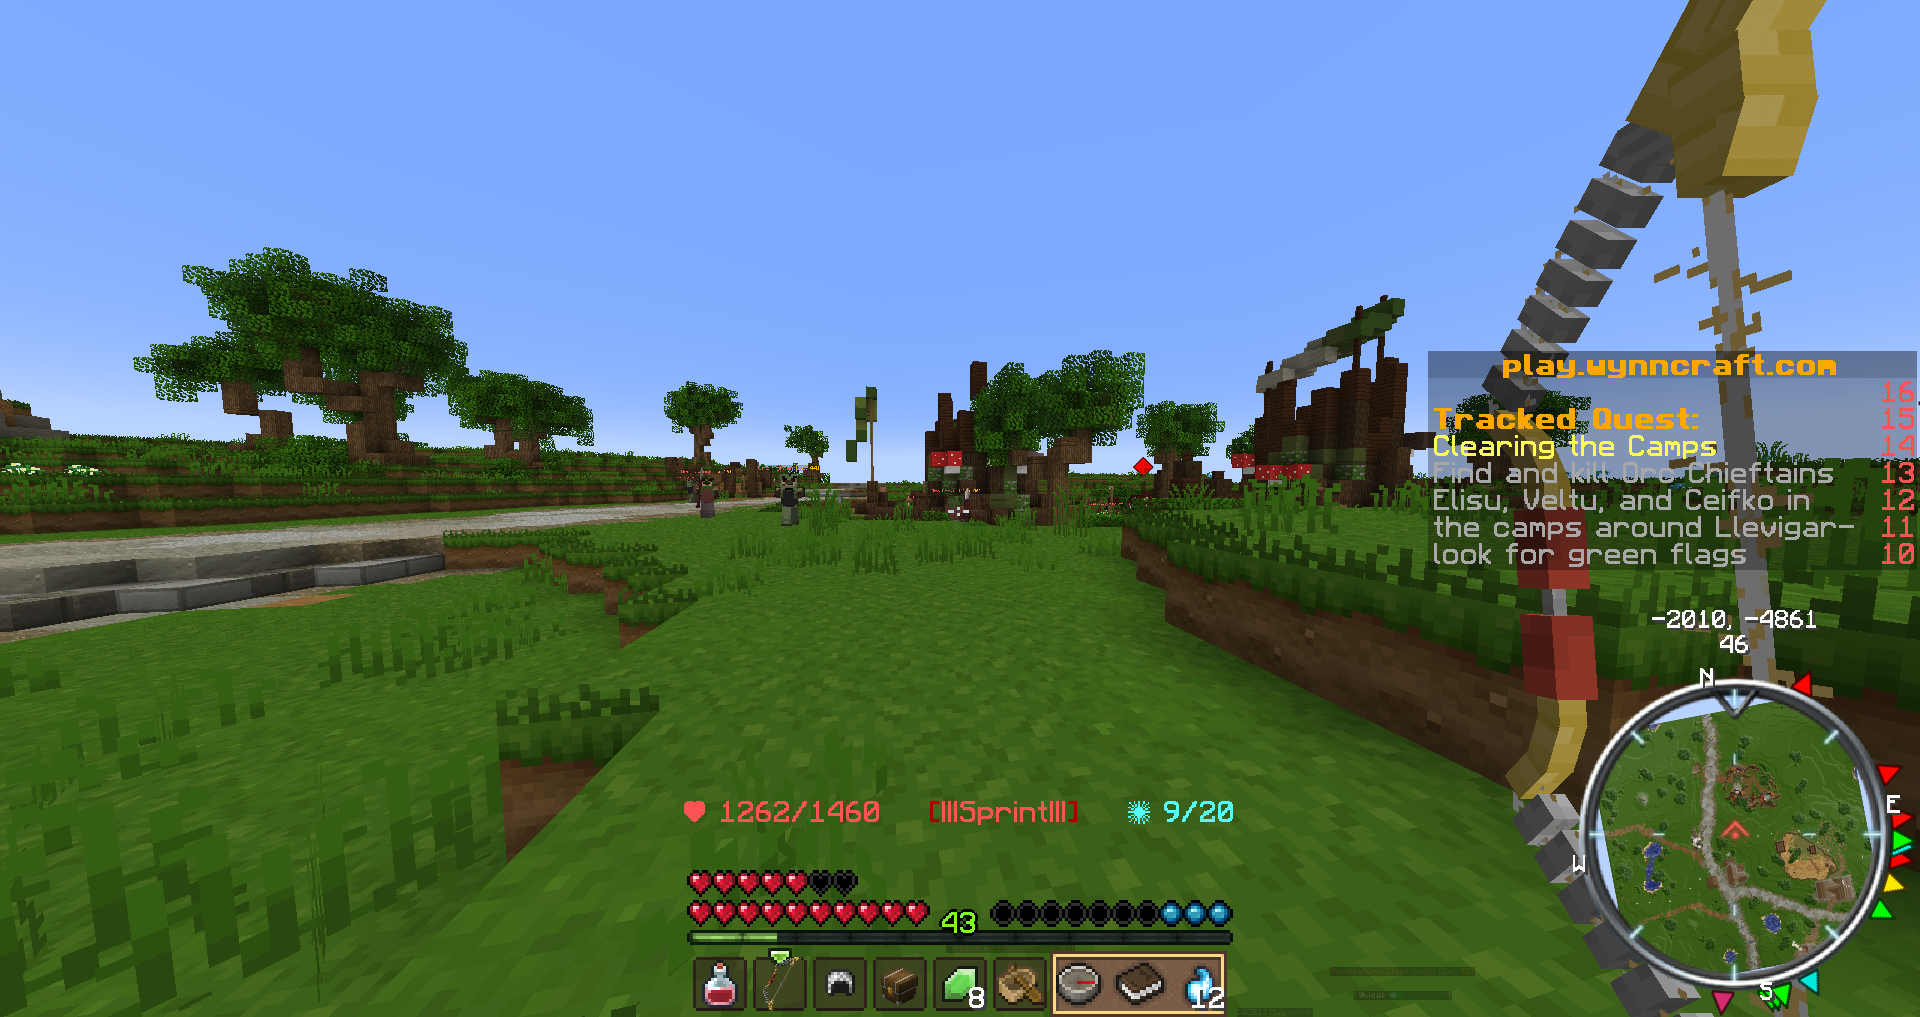 play.wynncraft.com
16
Tracked Quest:
15
Clearing the Camps
14
Find and kill Orc Chieftains
13
Elisu, Veltu, and Ceifko in
12
the camps around Llevigar-
11
look for green flags
10
-2010, -4861
46
N
E
W
S
1262/1460
[|||Sprint|||]
9/20
43
8
12